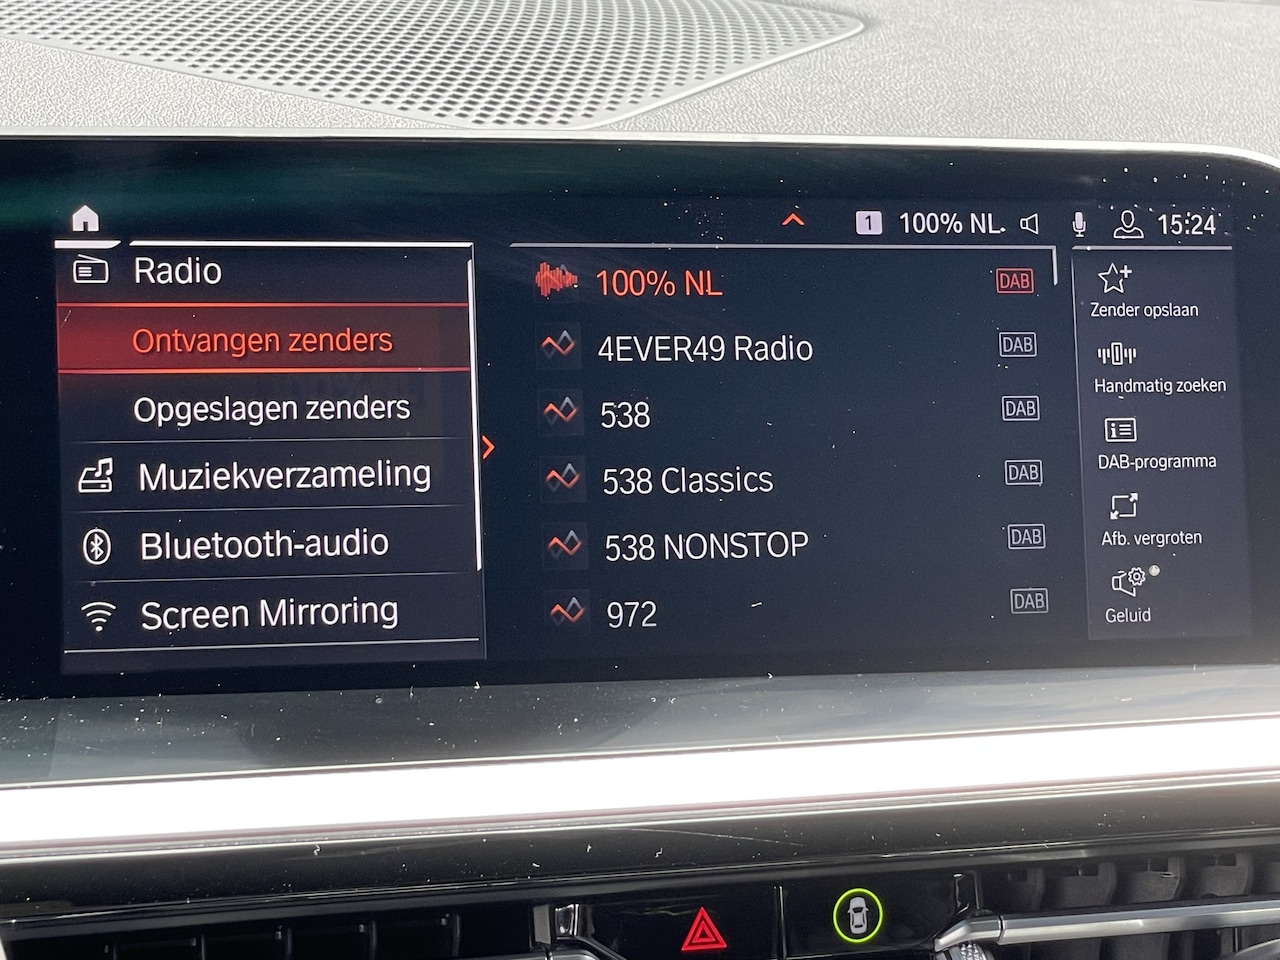 1 100% NL. 15:24
Radio
Ontvangen zenders
Opgeslagen zenders
Muziekverzameling
Bluetooth-audio
Screen Mirroring
100% NL DAB
4EVER49 Radio DAB
538 DAB
538 Classics DAB
538 NONSTOP DAB
972 DAB
Zender opslaan
Handmatig zoeken
DAB-programma
Afb. vergroten
Geluid